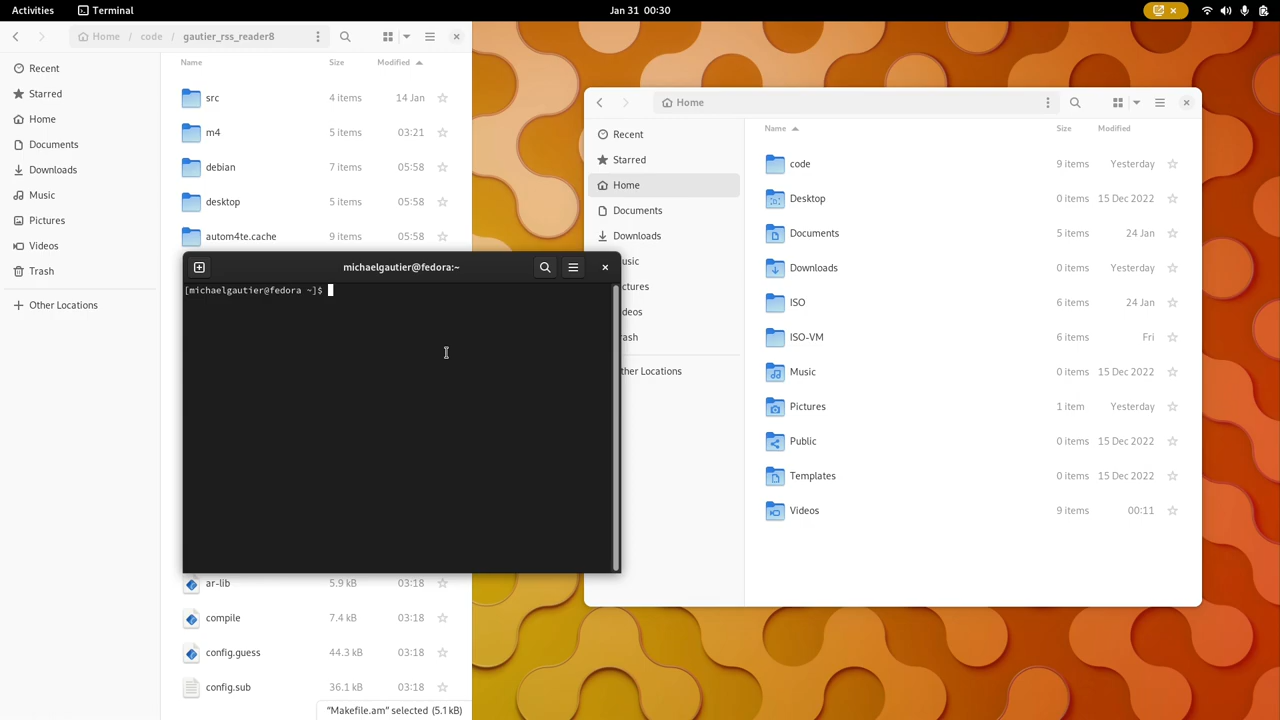 Activities Terminal Jan 31 00:30
Home code gautier_rss_reader8
Name Size Modified
Recent
Starred
Home
Documents
Downloads
Music
Pictures
Videos
Trash
Other Locations
src 4 items 14 Jan
m4 5 items 03:21
debian 7 items 05:58
desktop 5 items 05:58
autom4te.cache 9 items 05:58
ar-lib 5.9 kB 03:18
compile 7.4 kB 03:18
config.guess 44.3 kB 03:18
config.sub 36.1 kB 03:18
"Makefile.am" selected (5.1 kB)
michaelgautier@fedora:~
[michaelgautier@fedora ~]$
Home
Recent
Starred
Home
Documents
Downloads
usic
ctures
deos
rash
ther Locations
Name Size Modified
code 9 items Yesterday
Desktop 0 items 15 Dec 2022
Documents 5 items 24 Jan
Downloads 0 items 15 Dec 2022
ISO 6 items 24 Jan
ISO-VM 6 items Fri
Music 0 items 15 Dec 2022
Pictures 1 item Yesterday
Public 0 items 15 Dec 2022
Templates 0 items 15 Dec 2022
Videos 9 items 00:11